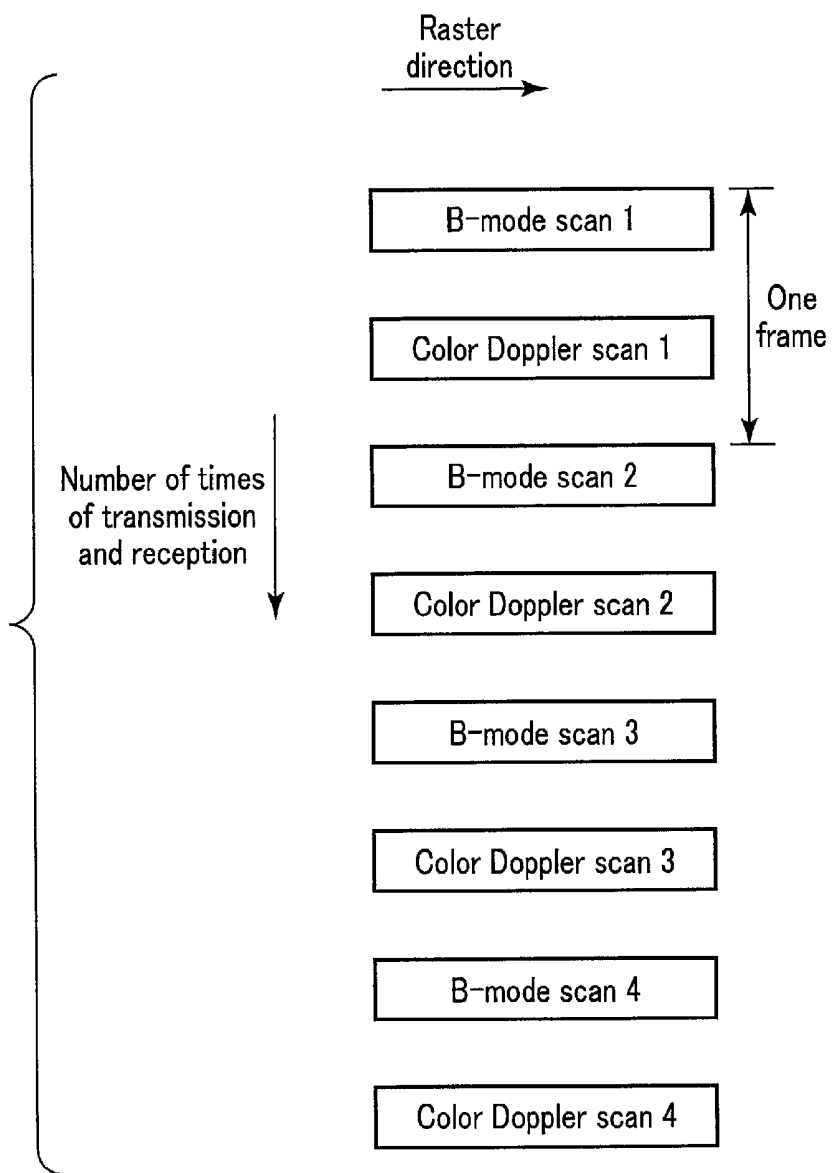 Raster
direction
B-mode scan 1
One
frame
Color Doppler scan 1
B-mode scan 2
Number of times
of transmission
and reception
Color Doppler scan 2
B-mode scan 3
Color Doppler scan 3
B-mode scan 4
Color Doppler scan 4